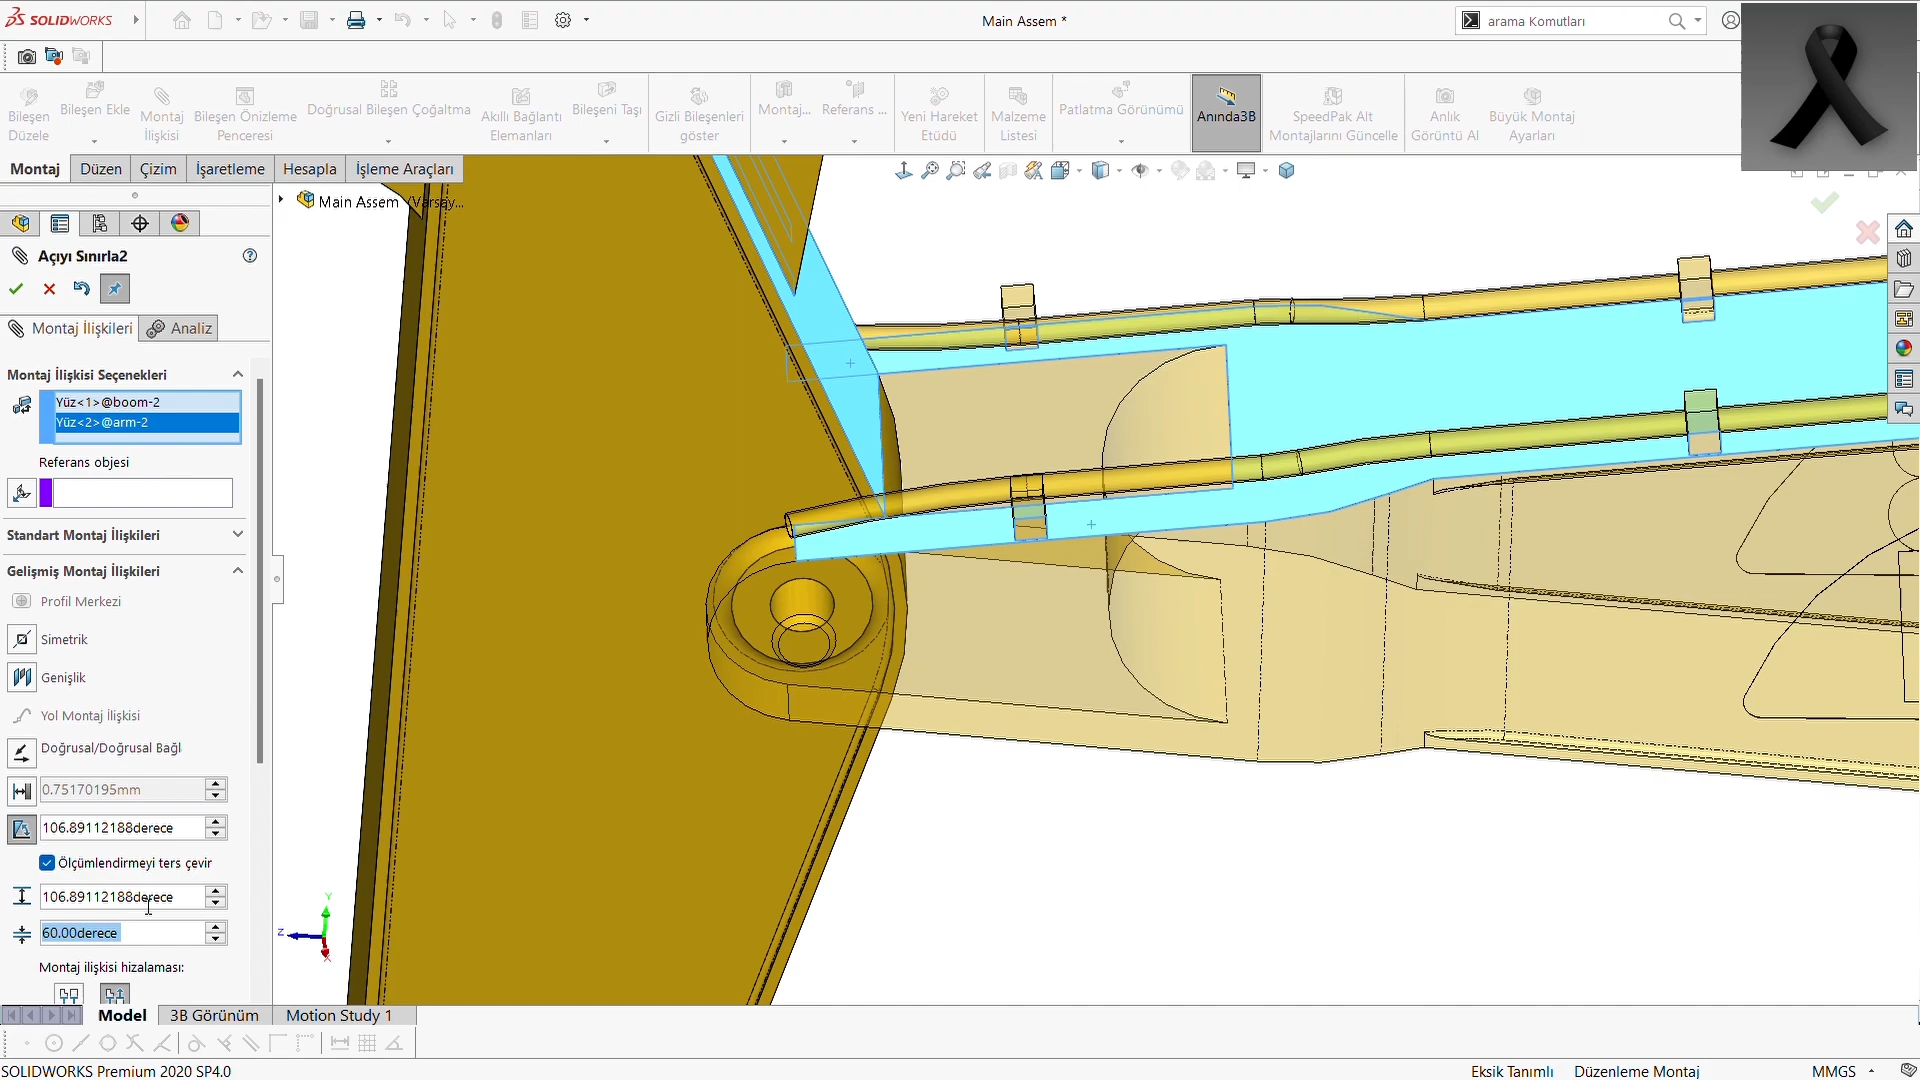 SOLIDWORKS
Main Assem *
arama Komutları
Bileşen Düzele
Bileşen Ekle
Montaj İlişkisi
Bileşen Önizleme Penceresi
Doğrusal Bileşen Çoğaltma
Akıllı Bağlantı Elemanları
Bileşeni Taşı
Gizli Bileşenleri göster
Montaj...
Referans ...
Yeni Hareket Etüdü
Malzeme Listesi
Patlatma Görünümü
Anında3B
SpeedPak Alt Montajlarını Güncelle
Anlık Görüntü Al
Büyük Montaj Ayarları
Montaj
Düzen
Çizim
İşaretleme
Hesapla
İşleme Araçları
Main Assem (Varsay...
Açıyı Sınırla2
Montaj İlişkileri
Analiz
Montaj İlişkisi Seçenekleri
Yüz<1>@boom-2
Yüz<2>@arm-2
Referans objesi
Standart Montaj İlişkileri
Gelişmiş Montaj İlişkileri
Profil Merkezi
Simetrik
Genişlik
Yol Montaj İlişkisi
Doğrusal/Doğrusal Bağl
0.75170195mm
106.89112188derece
Ölçümlendirmeyi ters çevir
106.89112188derece
60.00derece
Montaj ilişkisi hizalaması:
Y
Z
X
Model
3B Görünüm
Motion Study 1
SOLIDWORKS Premium 2020 SP4.0
Eksik Tanımlı
Düzenleme Montaj
MMGS